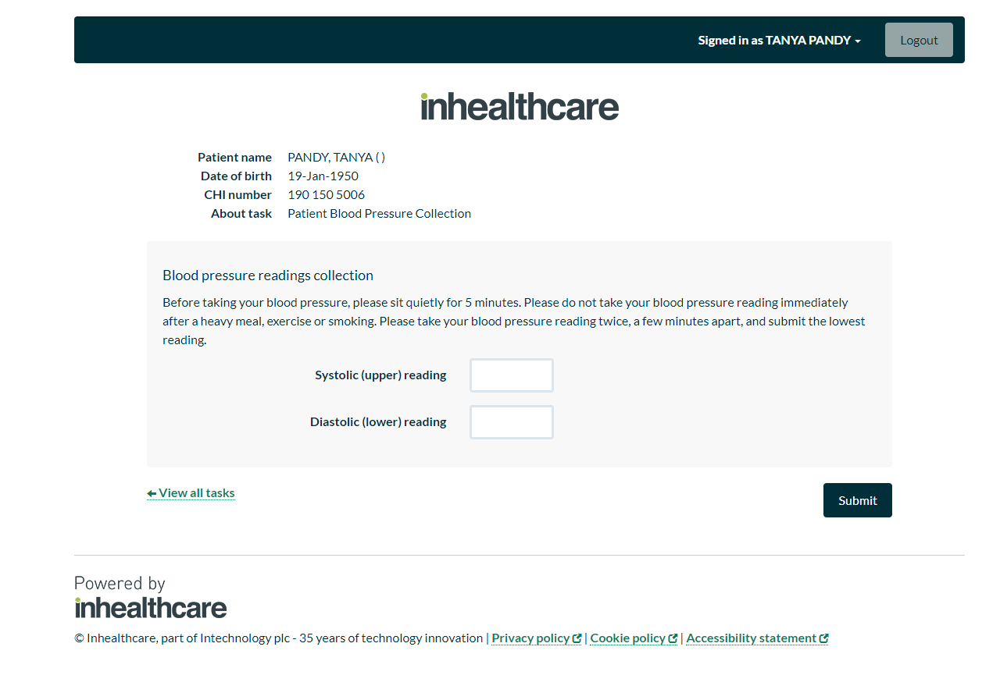 Signed in as TANYA PANDY
Logout
inhealthcare
Patient name PANDY, TANYA ( )
Date of birth 19-Jan-1950
CHI number 190 150 5006
About task Patient Blood Pressure Collection
Blood pressure readings collection
Before taking your blood pressure, please sit quietly for 5 minutes. Please do not take your blood pressure reading immediately
after a heavy meal, exercise or smoking. Please take your blood pressure reading twice, a few minutes apart, and submit the lowest
reading.
Systolic (upper) reading
Diastolic (lower) reading
View all tasks
Submit
Powered by
inhealthcare
© Inhealthcare, part of Intechnology plc - 35 years of technology innovation | Privacy policy | Cookie policy | Accessibility statement